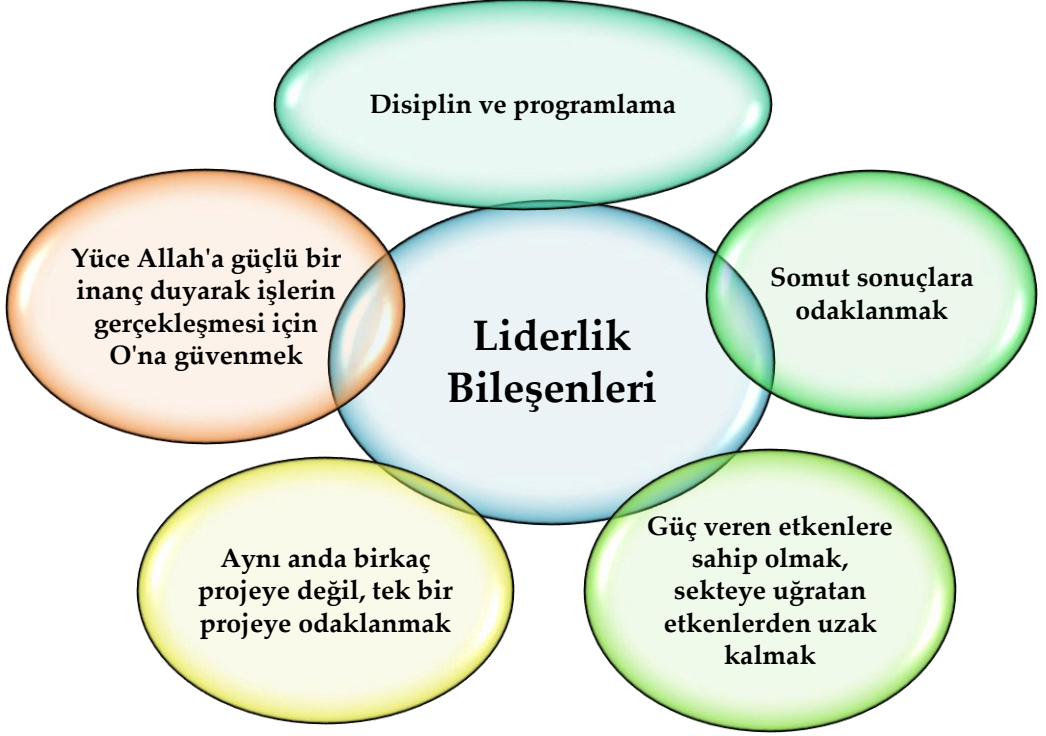 Disiplin ve programlama
Yüce Allah'a güçlü bir
inanç duyarak işlerin
gerçekleşmesi için
O'na güvenmek
Somut sonuçlara
odaklanmak
Liderlik
Bileşenleri
Aynı anda birkaç
projeye değil, tek bir
projeye odaklanmak
Güç veren etkenlere
sahip olmak,
sekteye uğratan
etkenlerden uzak
kalmak